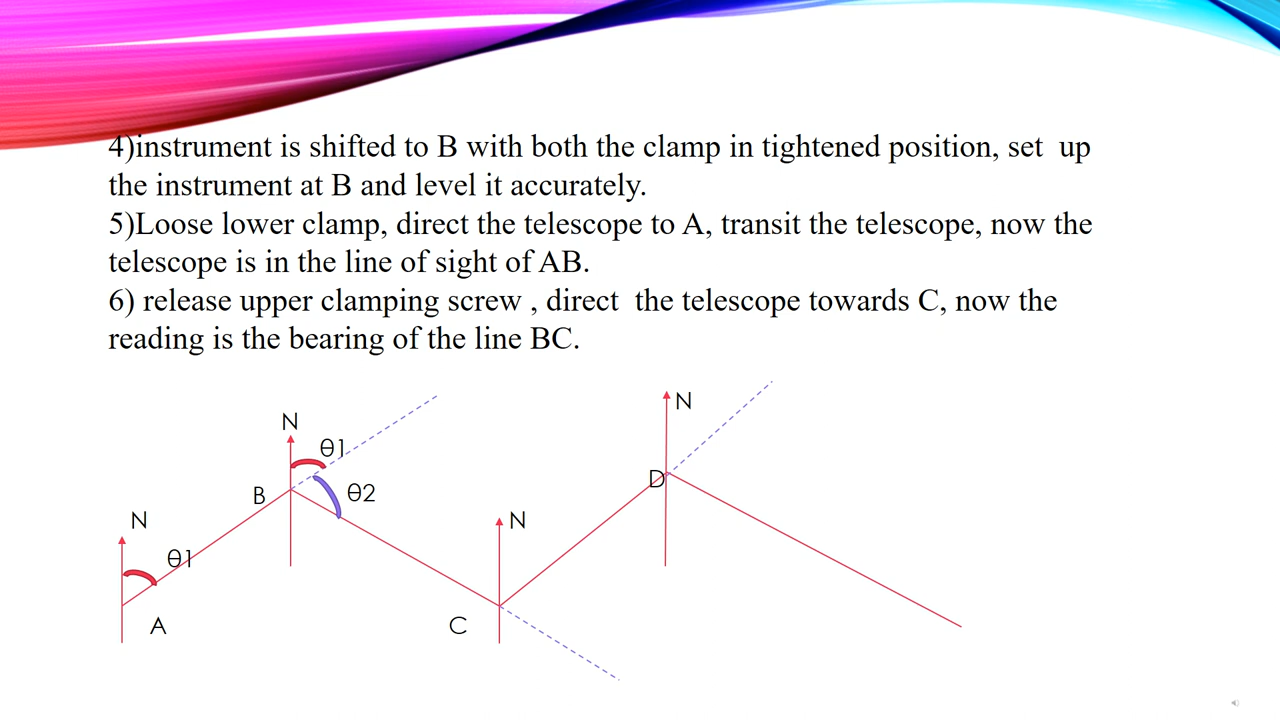 4)instrument is shifted to B with both the clamp in tightened position, set up
the instrument at B and level it accurately.
5)Loose lower clamp, direct the telescope to A, transit the telescope, now the
telescope is in the line of sight of AB.
6) release upper clamping screw , direct the telescope towards C, now the
reading is the bearing of the line BC.
N
N
θ1
B
θ2
D
N
N
θ1
A
C